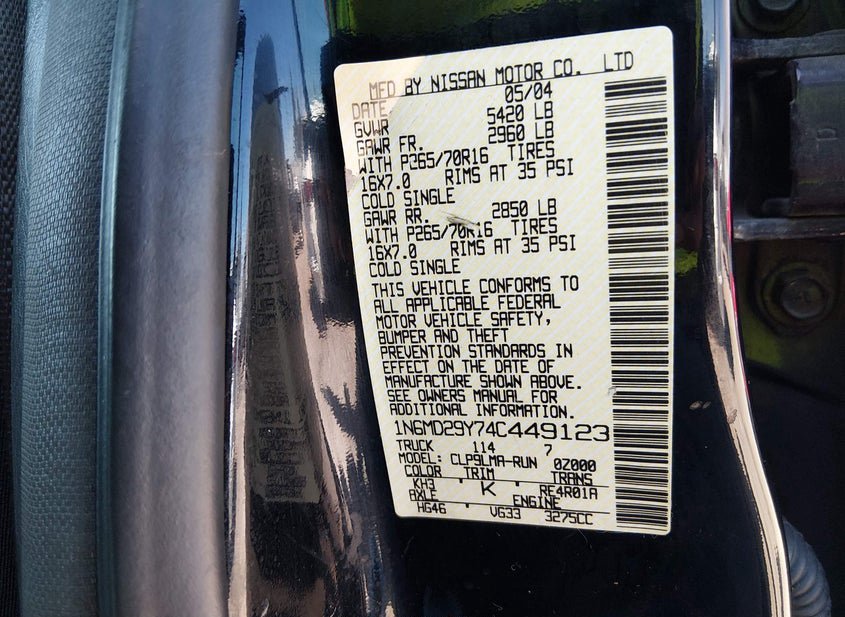 MFD BY NISSAN MOTOR CO. LTD
DATE 05/04
GVWR 5420 LB
GAWR FR. 2960 LB
WITH P265/70R16 TIRES
16X7.0 RIMS AT 35 PSI
COLD SINGLE
GAWR RR. 2850 LB
WITH P265/70R16 TIRES
16X7.0 RIMS AT 35 PSI
COLD SINGLE
THIS VEHICLE CONFORMS TO
ALL APPLICABLE FEDERAL
MOTOR VEHICLE SAFETY,
BUMPER AND THEFT
PREVENTION STANDARDS IN
EFFECT ON THE DATE OF
MANUFACTURE SHOWN ABOVE.
SEE OWNERS MANUAL FOR
ADDITIONAL INFORMATION.
1N6MD29Y74C449123
TRUCK 114 7
MODEL: CLP9LMA-RUN 0Z000
COLOR TRIM TRANS
KH3 K RE4R01A
AXLE ENGINE
HG46 VG33 3275CC